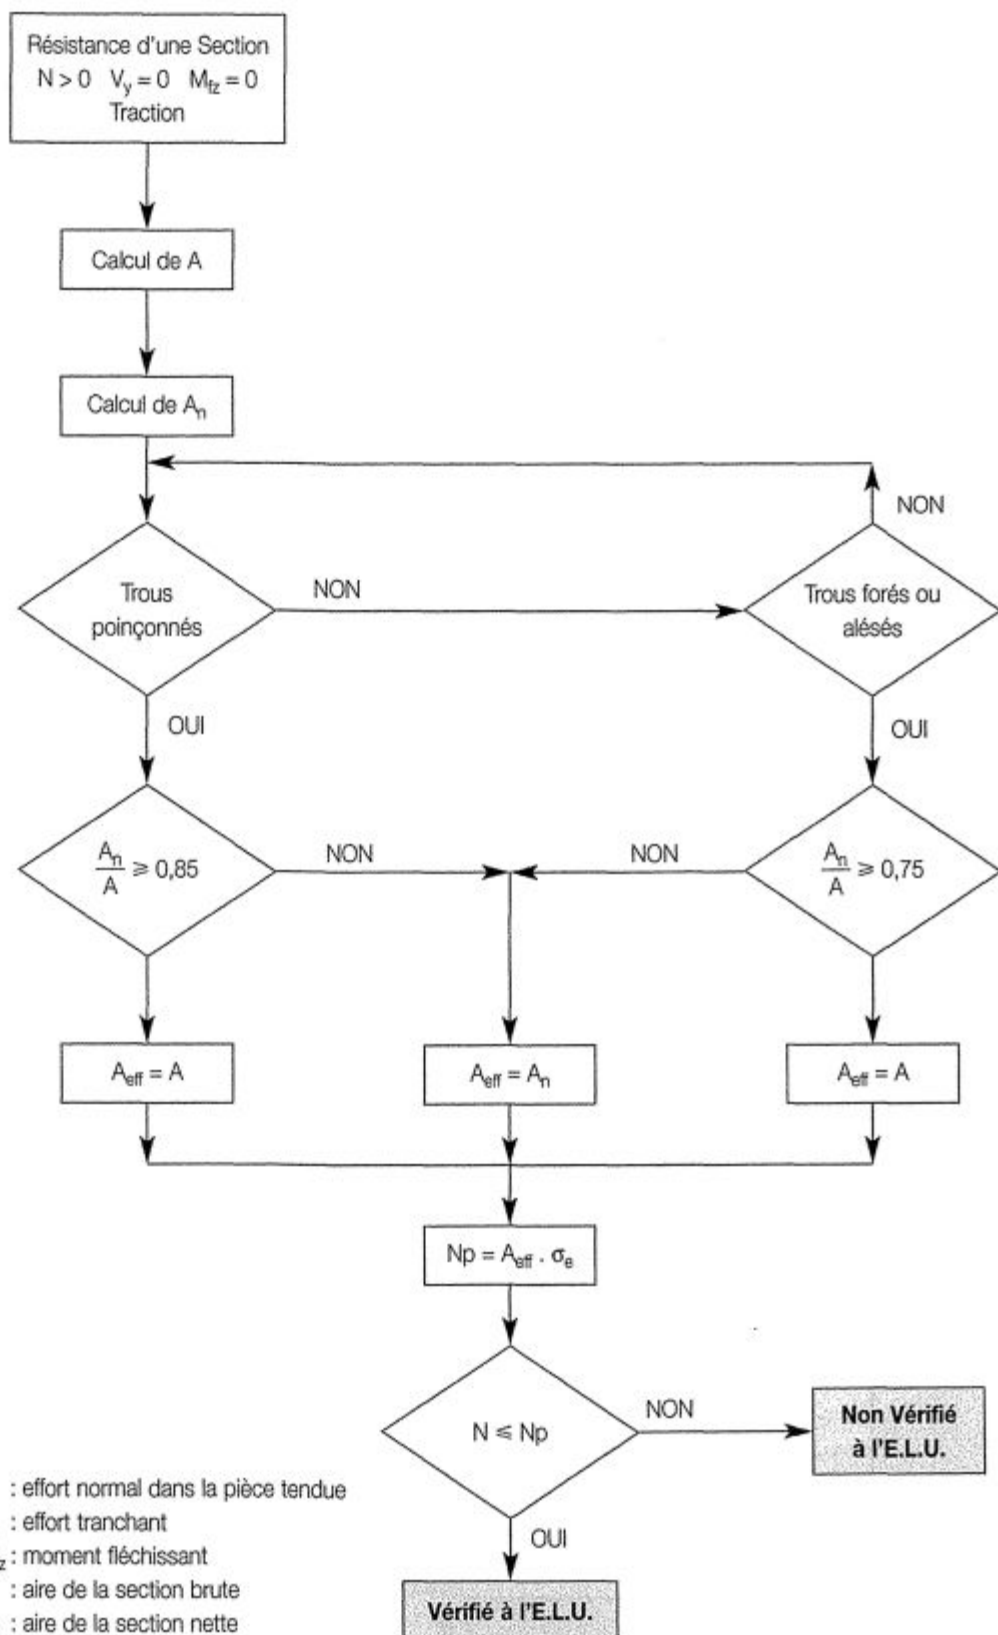 Résistance d'une Section
N > 0 V_y = 0 M_fz = 0
Traction
Calcul de A
Calcul de A_n
NON
Trous
poinçonnés
NON
Trous forés ou
alésés
OUI
OUI
A_n
A
⩾ 0,85
NON
NON
A_n
A
⩾ 0,75
A_eff = A
A_eff = A_n
A_eff = A
Np = A_eff . σ_e
N ⩽ Np
NON
Non Vérifié
à l'E.L.U.
: effort normal dans la pièce tendue
: effort tranchant
OUI
z : moment fléchissant
: aire de la section brute
Vérifié à l'E.L.U.
: aire de la section nette